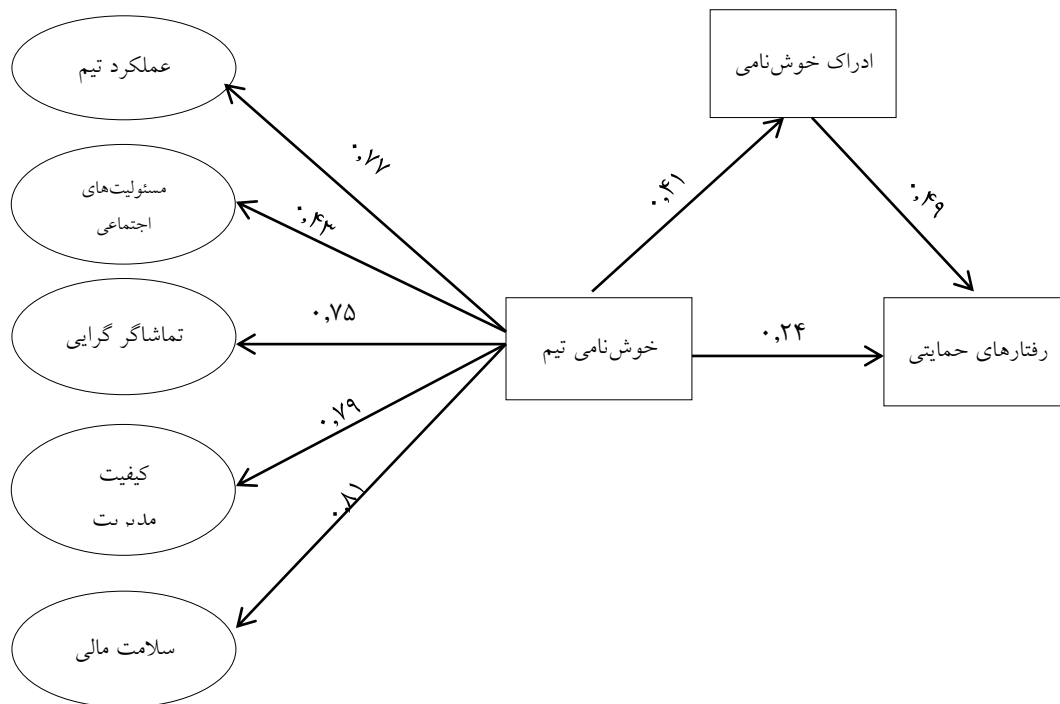 عملکرد تیم
ادراک خوش‌نامی
۰,۷۷
مسئولیت‌های
اجتماعی
۰,۴۳
۰,۴۱
۰,۴۹
تماشاگر گرایی
۰,۷۵
خوش‌نامی تیم
۰,۲۴
رفتارهای حمایتی
۰,۷۹
کیفیت
مدیریت
۰,۸۱
سلامت مالی